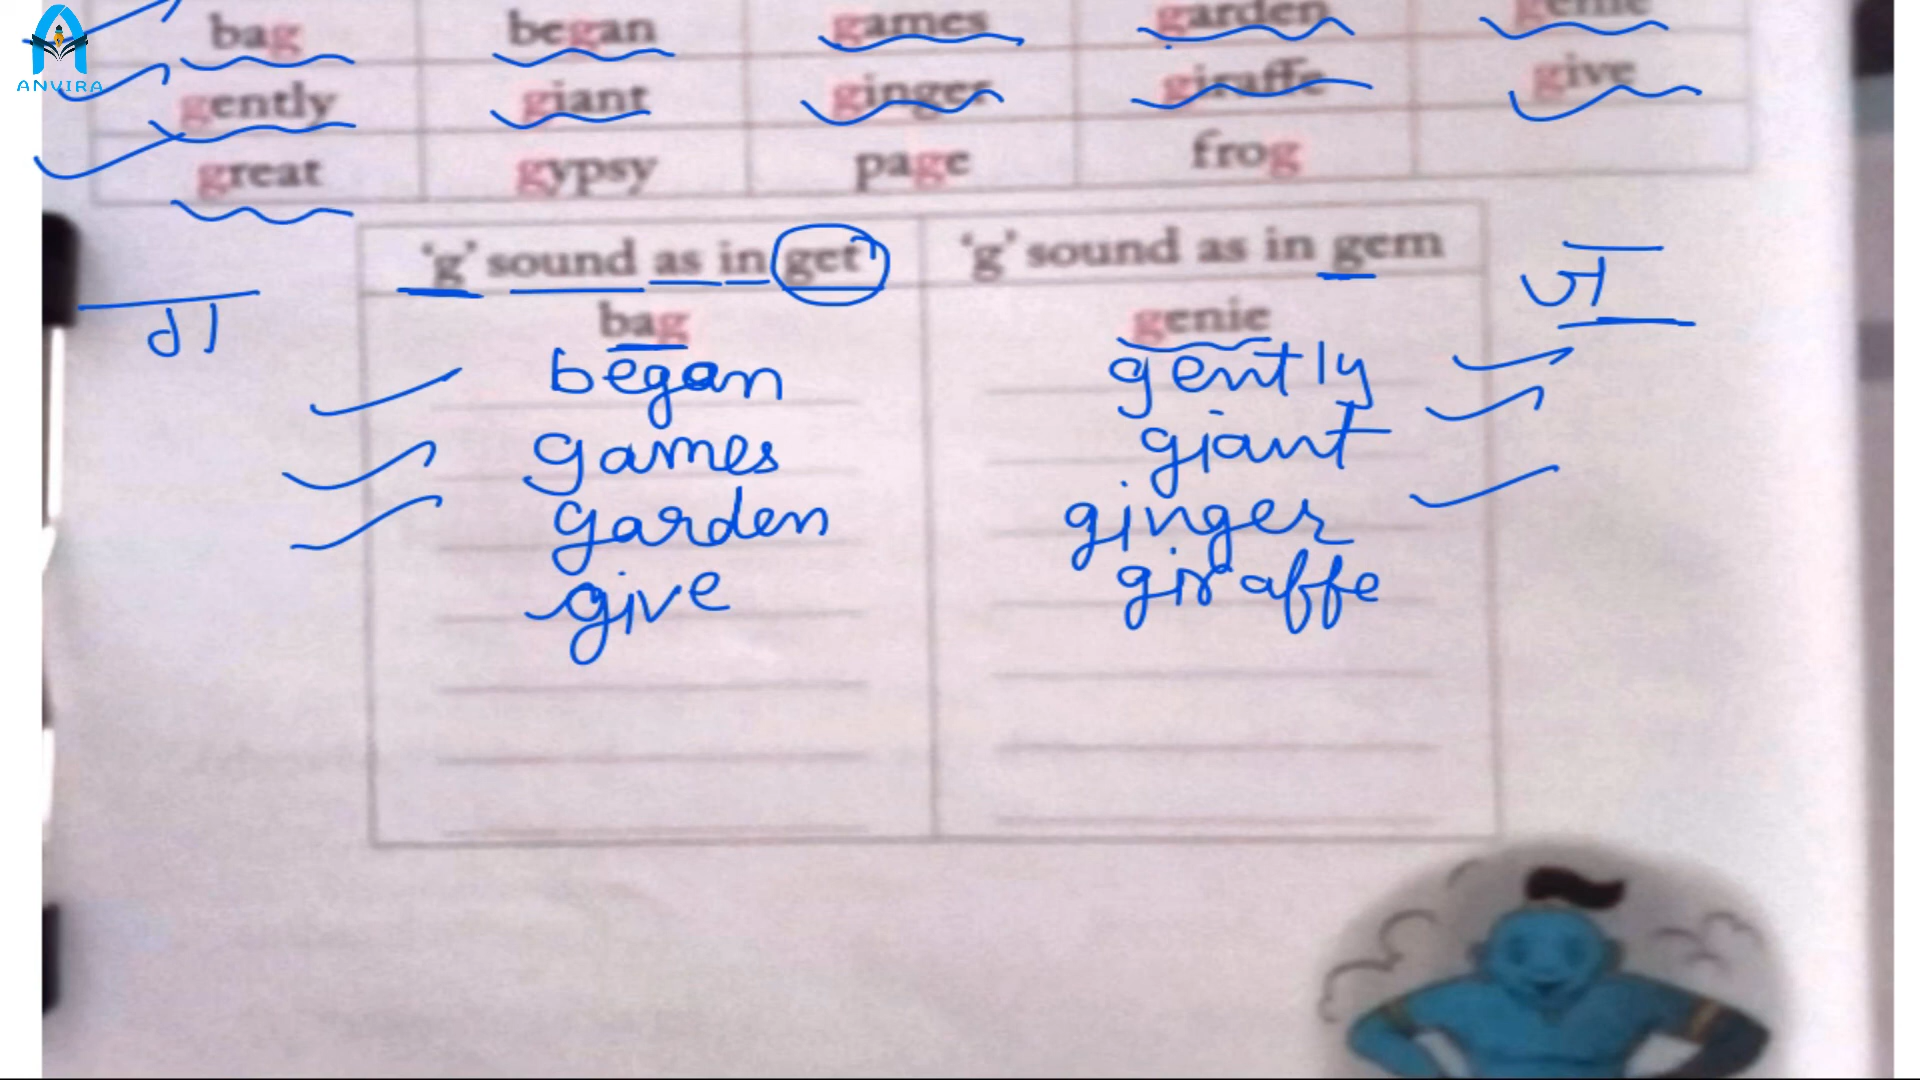 ANVIRA
bag began games garden genie
gently giant ginger giraffe give
great gypsy page frog
'g' sound as in get 'g' sound as in gem
ग ज
bag genie
began gently
games giant
garden ginger
give giraffe